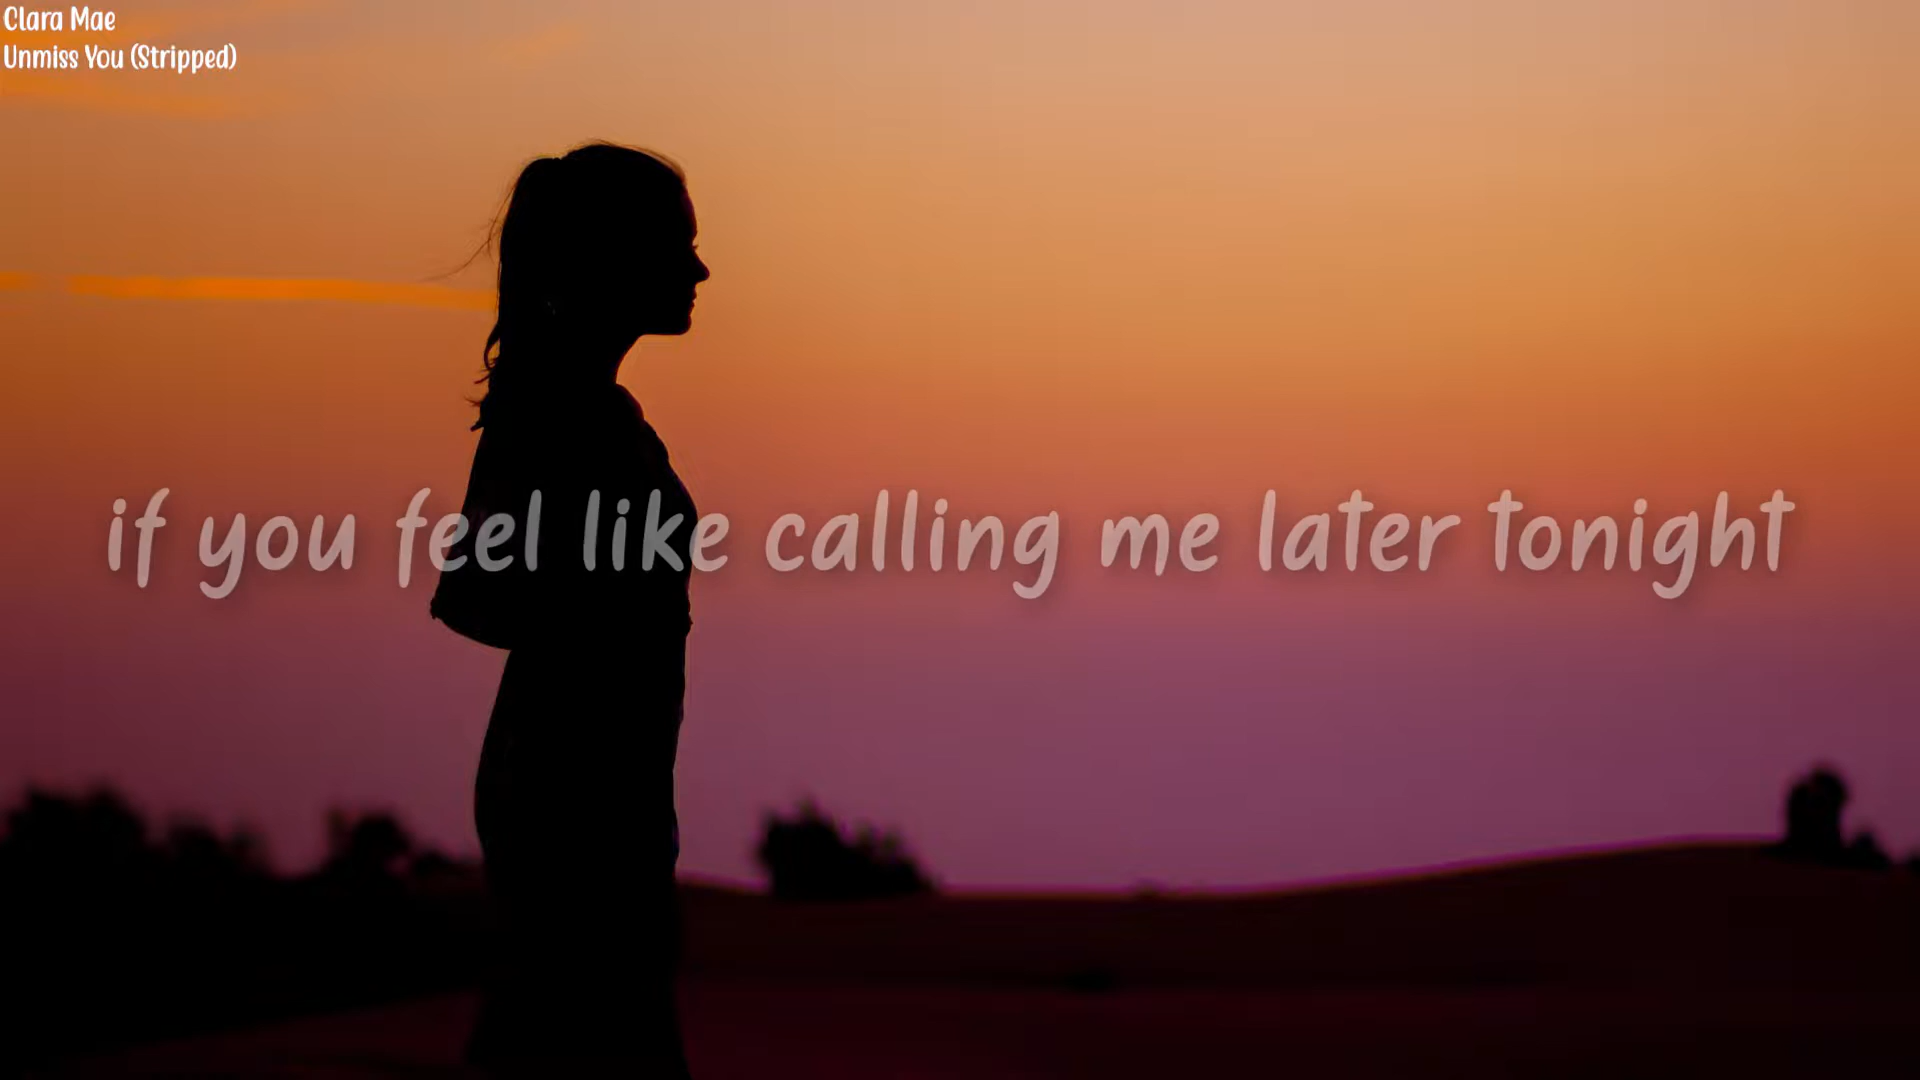 Clara Mae
Unmiss You (Stripped)
if you feel like calling me later tonight